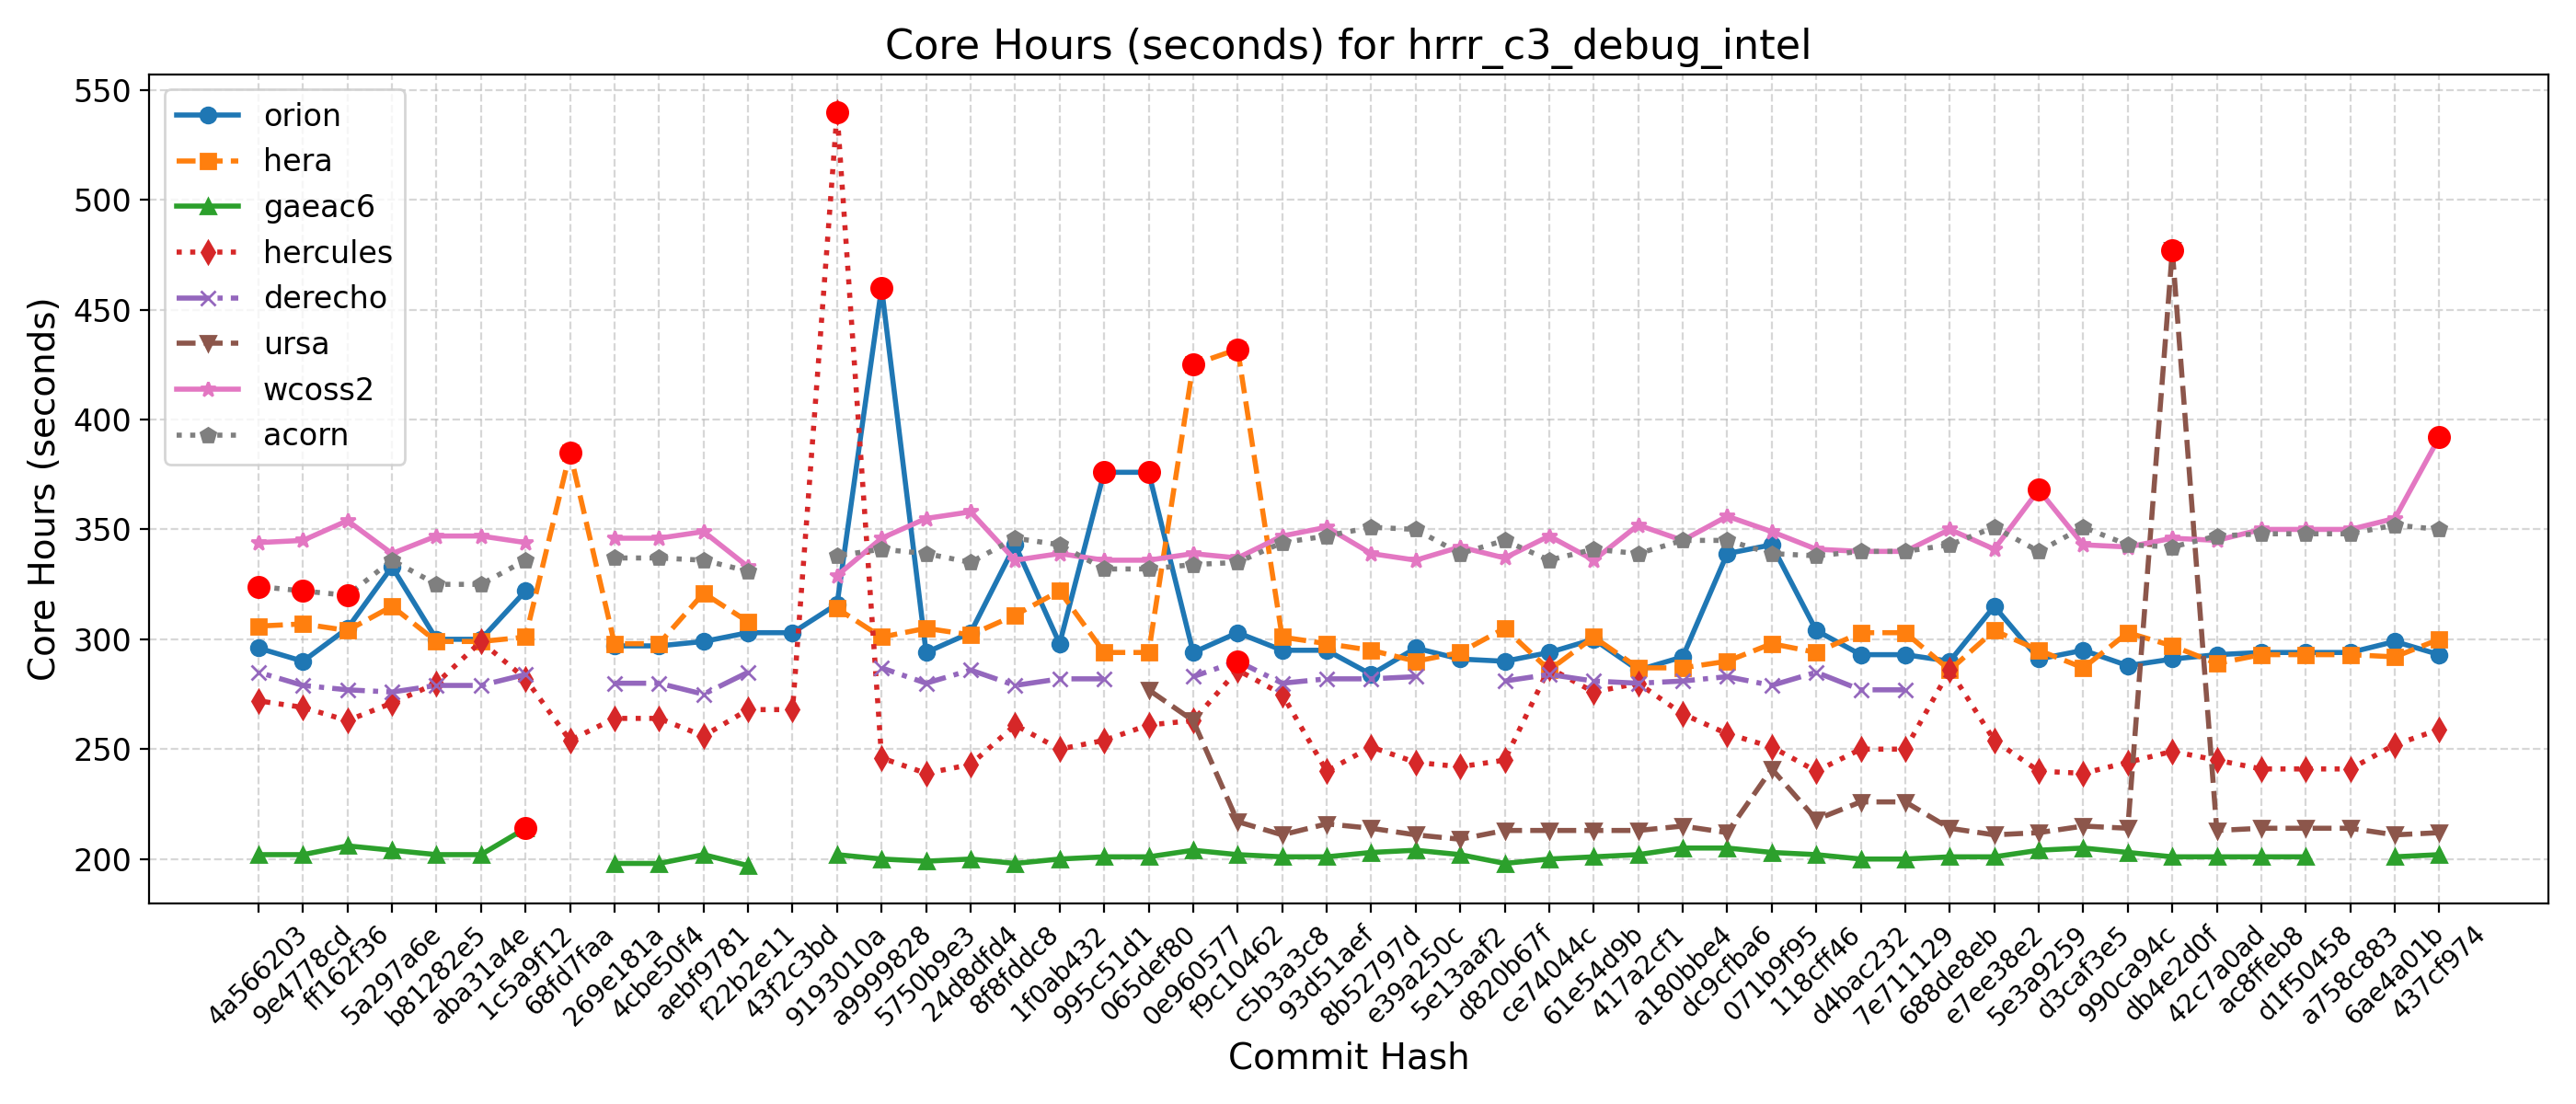 Core Hours (seconds) for hrrr_c3_debug_intel
Core Hours (seconds)
550
500
450
400
350
300
250
200
orion
hera
gaeac6
hercules
derecho
ursa
wcoss2
acorn
4a566203
9e4778cd
ff162f36
5a297a6e
b81282e5
aba31a4e
1c5a9f12
68fd7faa
269e181a
4cbe50f4
aebf9781
f22b2e11
43f2c3bd
9193010a
a9999828
5750b9e3
24d8dfd4
8f8fddc8
1f0ab432
995c51d1
065def80
0e960577
f9c10462
c5b3a3c8
93d51aef
8b52797d
e39a250c
5e13aaf2
d820b67f
ce74044c
61e54d9b
417a2cf1
a180bbe4
dc9cfba6
071b9f95
118cff46
d4bac232
7e711129
688de8eb
e7ee38e2
5e3a9259
d3caf3e5
990ca94c
db4e2d0f
42c7a0ad
ac8ffeb8
d1f50458
a758c883
6ae4a01b
437cf974
Commit Hash